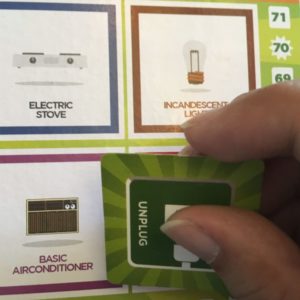 71
70
69
ELECTRIC
STOVE
INCANDESCENT
UNPLUG
BASIC
AIRCONDITIONER